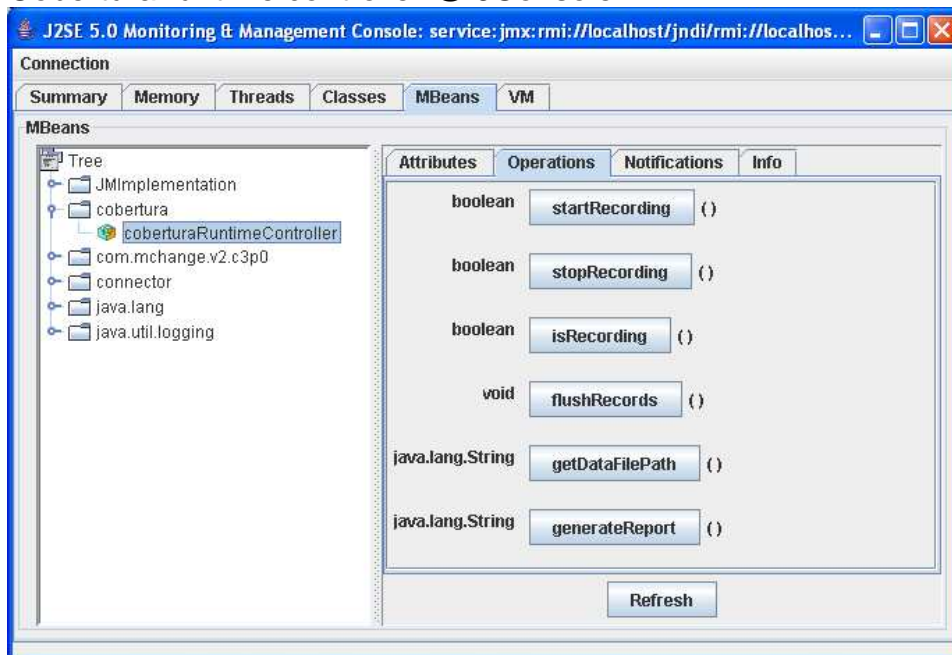 J2SE 5.0 Monitoring & Management Console: service:jmx:rmi://localhost/jndi/rmi://localhos...
Connection
Summary Memory Threads Classes MBeans VM
MBeans
Tree
JMImplementation
cobertura
coberturaRuntimeController
com.mchange.v2.c3p0
connector
java.lang
java.util.logging
Attributes Operations Notifications Info
boolean startRecording ( )
boolean stopRecording ( )
boolean isRecording ( )
void flushRecords ( )
java.lang.String getDataFilePath ( )
java.lang.String generateReport ( )
Refresh